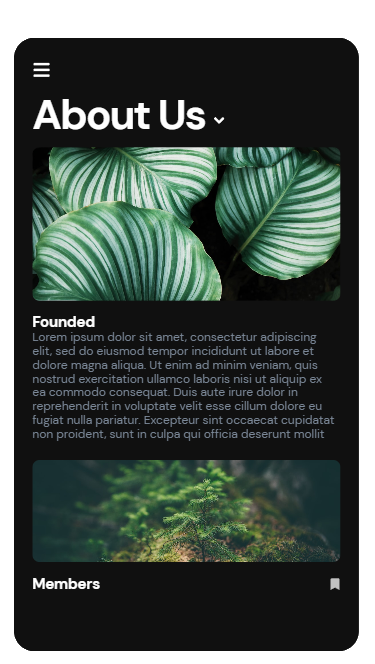 About Us
Founded
Lorem ipsum dolor sit amet, consectetur adipiscing
elit, sed do eiusmod tempor incididunt ut labore et
dolore magna aliqua. Ut enim ad minim veniam, quis
nostrud exercitation ullamco laboris nisi ut aliquip ex
ea commodo consequat. Duis aute irure dolor in
reprehenderit in voluptate velit esse cillum dolore eu
fugiat nulla pariatur. Excepteur sint occaecat cupidatat
non proident, sunt in culpa qui officia deserunt mollit
Members